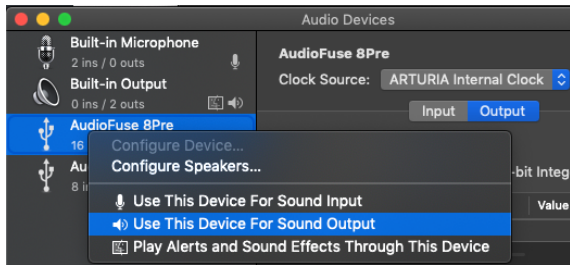 Audio Devices
Built-in Microphone
2 ins / 0 outs
Built-in Output
0 ins / 2 outs
AudioFuse 8Pre
16
Au
8 i
AudioFuse 8Pre
Clock Source: ARTURIA Internal Clock
Input Output
-bit Integ
Value
Configure Device...
Configure Speakers...
Use This Device For Sound Input
Use This Device For Sound Output
Play Alerts and Sound Effects Through This Device